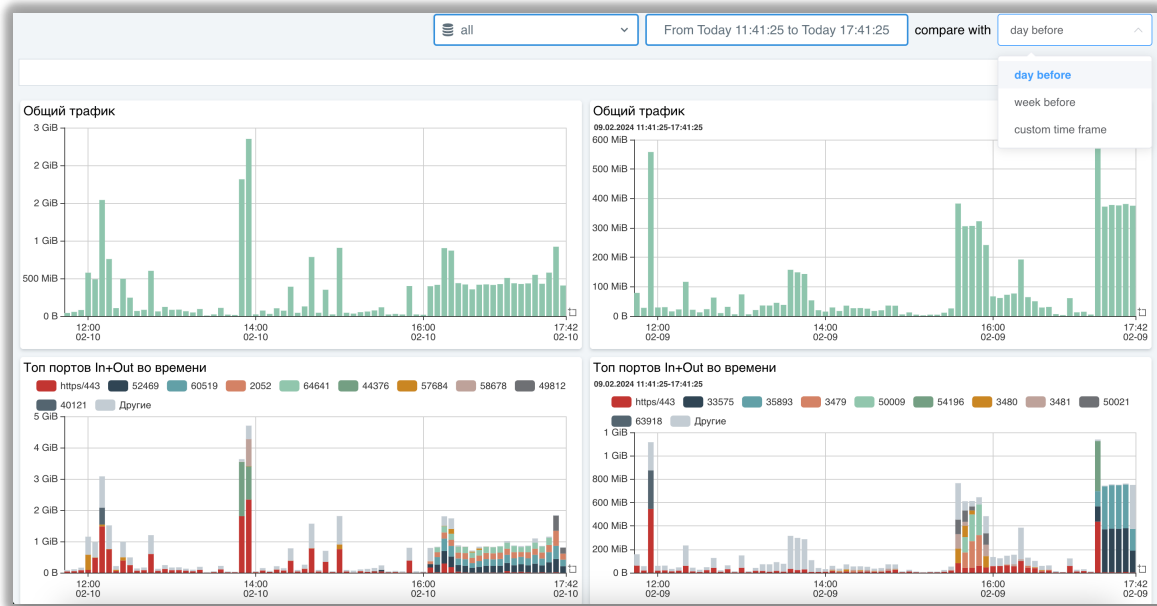 all
From Today 11:41:25 to Today 17:41:25
compare with
day before
day before
week before
custom time frame
Общий трафик
3 GiB
2 GiB
2 GiB
1 GiB
500 MiB
0 B
12:00
02-10
14:00
02-10
16:00
02-10
17:42
02-10
Общий трафик
09.02.2024 11:41:25-17:41:25
600 MiB
500 MiB
400 MiB
300 MiB
200 MiB
100 MiB
0 B
12:00
02-09
14:00
02-09
16:00
02-09
17:42
02-09
Топ портов In+Out во времени
https/443 52469 60519 2052 64641 44376 57684 58678 49812
40121 Другие
5 GiB
4 GiB
3 GiB
2 GiB
1 GiB
0 B
12:00
02-10
14:00
02-10
16:00
02-10
17:42
02-10
Топ портов In+Out во времени
09.02.2024 11:41:25-17:41:25
https/443 33575 35893 3479 50009 54196 3480 3481 50021
63918 Другие
1 GiB
1 GiB
800 MiB
600 MiB
400 MiB
200 MiB
0 B
12:00
02-09
14:00
02-09
16:00
02-09
17:42
02-09